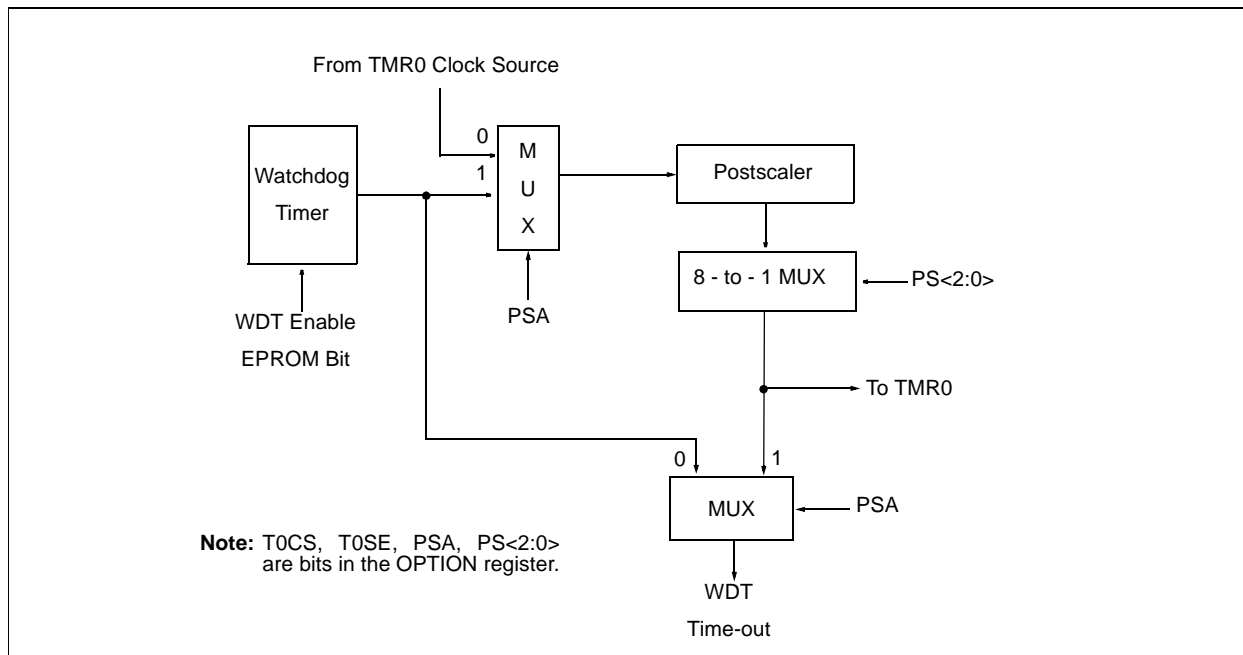 From TMR0 Clock Source
0
M
U
X
1
Watchdog
Timer
Postscaler
8 - to - 1 MUX
PS<2:0>
PSA
WDT Enable
EPROM Bit
To TMR0
0
1
MUX
PSA
Note: T0CS, T0SE, PSA, PS<2:0>
are bits in the OPTION register.
WDT
Time-out